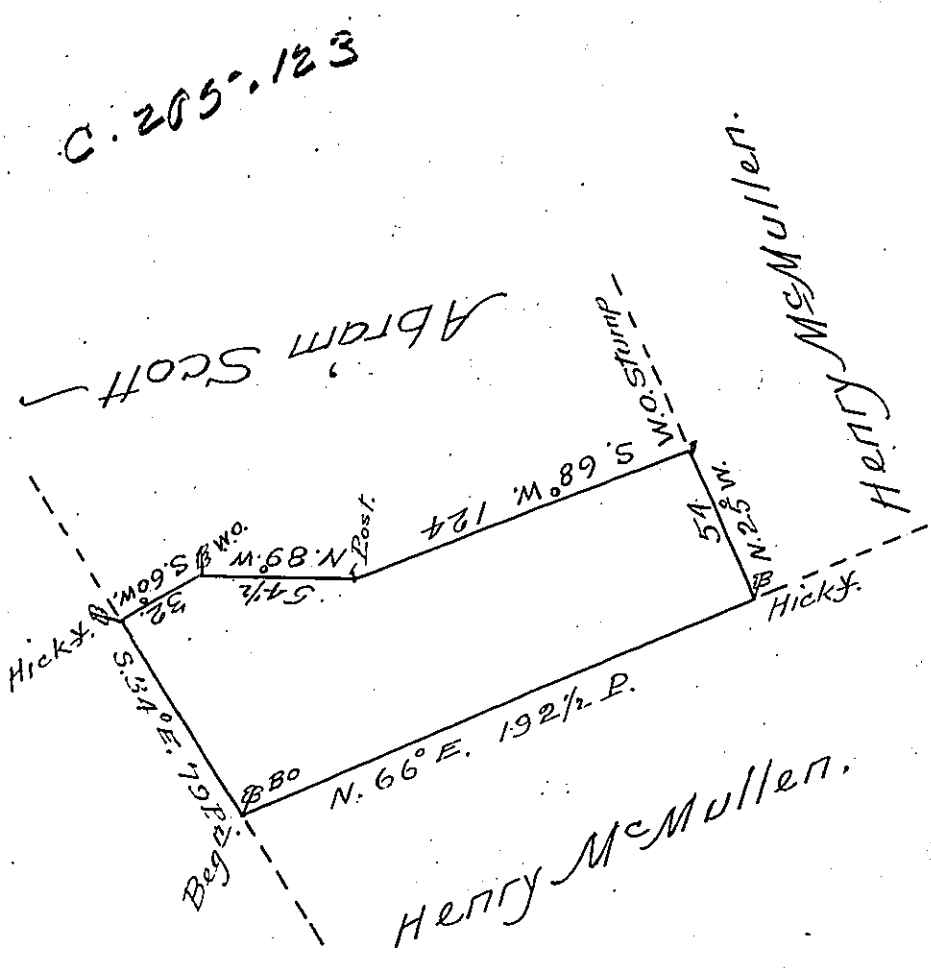 C. 205. 123
Henry McMullen.
Abram Scott
W.O. Stump
S. 68° W. 124
54
N. 25° W.
Hicky.
Post.
N. 89° W
54 1/2
W.O.
S. 60° W.
32
Hicky.
S. 34° E. 79 P.
Beg.
BO
N. 66° E. 192 1/2 P.
Henry McMullen.